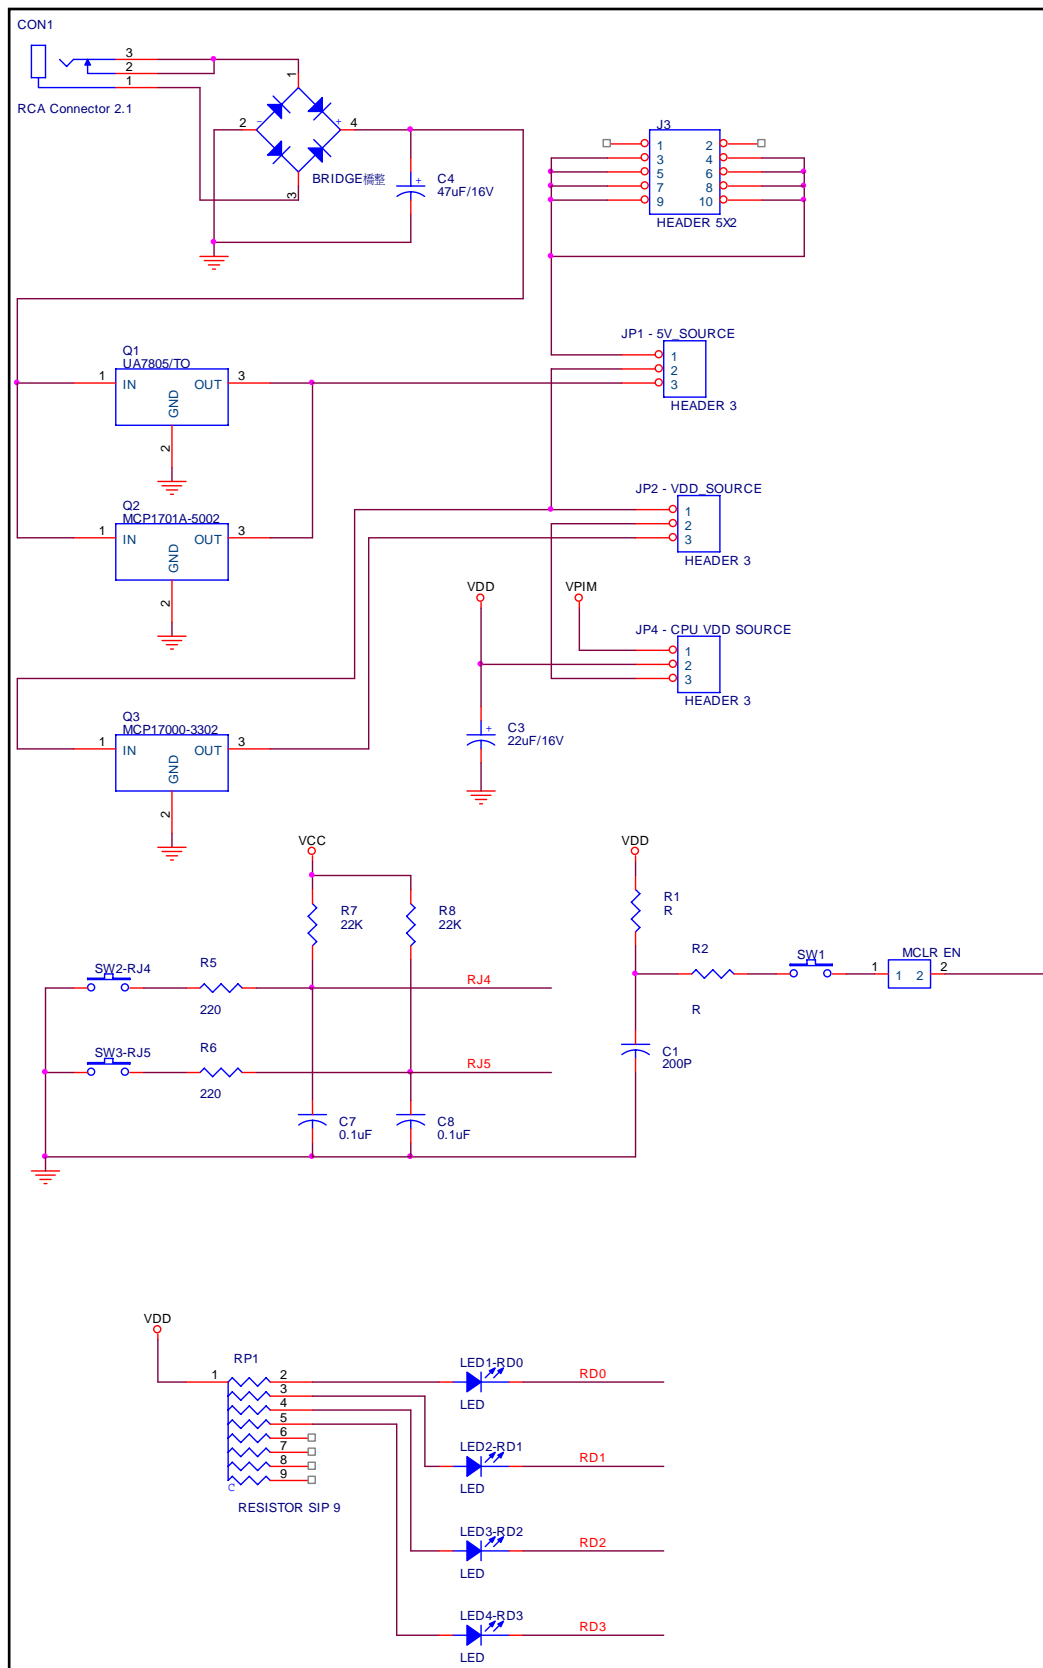 CON1
3
2
1
RCA Connector 2.1
1
2
-
+
4
3
BRIDGE橋整
+
C4
47uF/16V
J3
1 2
3 4
5 6
7 8
9 10
HEADER 5X2
JP1 - 5V_SOURCE
1
2
3
HEADER 3
Q1
UA7805/TO
1 IN OUT 3
GND
2
Q2
MCP1701A-5002
1 IN OUT 3
GND
2
JP2 - VDD_SOURCE
1
2
3
HEADER 3
VDD
VPIM
JP4 - CPU VDD SOURCE
1
2
3
HEADER 3
Q3
MCP17000-3302
1 IN OUT 3
GND
2
+
C3
22uF/16V
VCC
VDD
R7
22K
R8
22K
R1
R
R2
R
SW1
MCLR EN
1 1 2 2
SW2-RJ4
R5
220
RJ4
SW3-RJ5
R6
220
RJ5
C1
200P
C7
0.1uF
C8
0.1uF
VDD
RP1
1
2
3
4
5
6
7
8
9
C
RESISTOR SIP 9
LED1-RD0
LED
RD0
LED2-RD1
LED
RD1
LED3-RD2
LED
RD2
LED4-RD3
LED
RD3